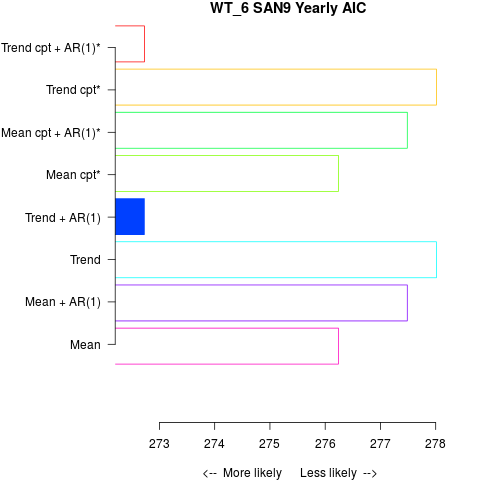 WT_6 SAN9 Yearly AIC
Trend cpt + AR(1)*
Trend cpt*
Mean cpt + AR(1)*
Mean cpt*
Trend + AR(1)
Trend
Mean + AR(1)
Mean
273 274 275 276 277 278
<-- More likely Less likely -->